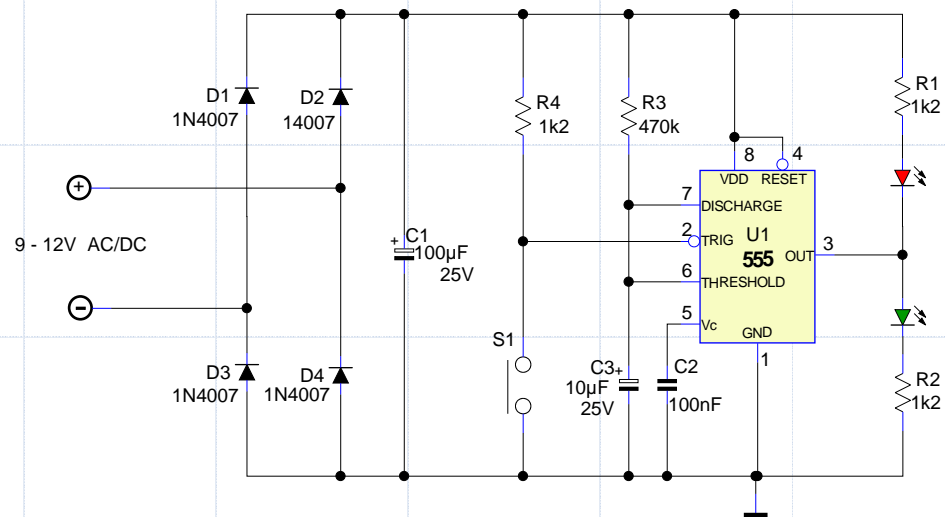 D1
1N4007
D2
14007
9 - 12V AC/DC
D3
1N4007
D4
1N4007
C1
+
100µF
25V
R4
1k2
S1
R3
470k
C3
+
10µF
25V
C2
100nF
8
4
VDD
RESET
7
DISCHARGE
2
TRIG
U1
555
OUT
3
6
THRESHOLD
5
Vc
GND
1
R1
1k2
R2
1k2